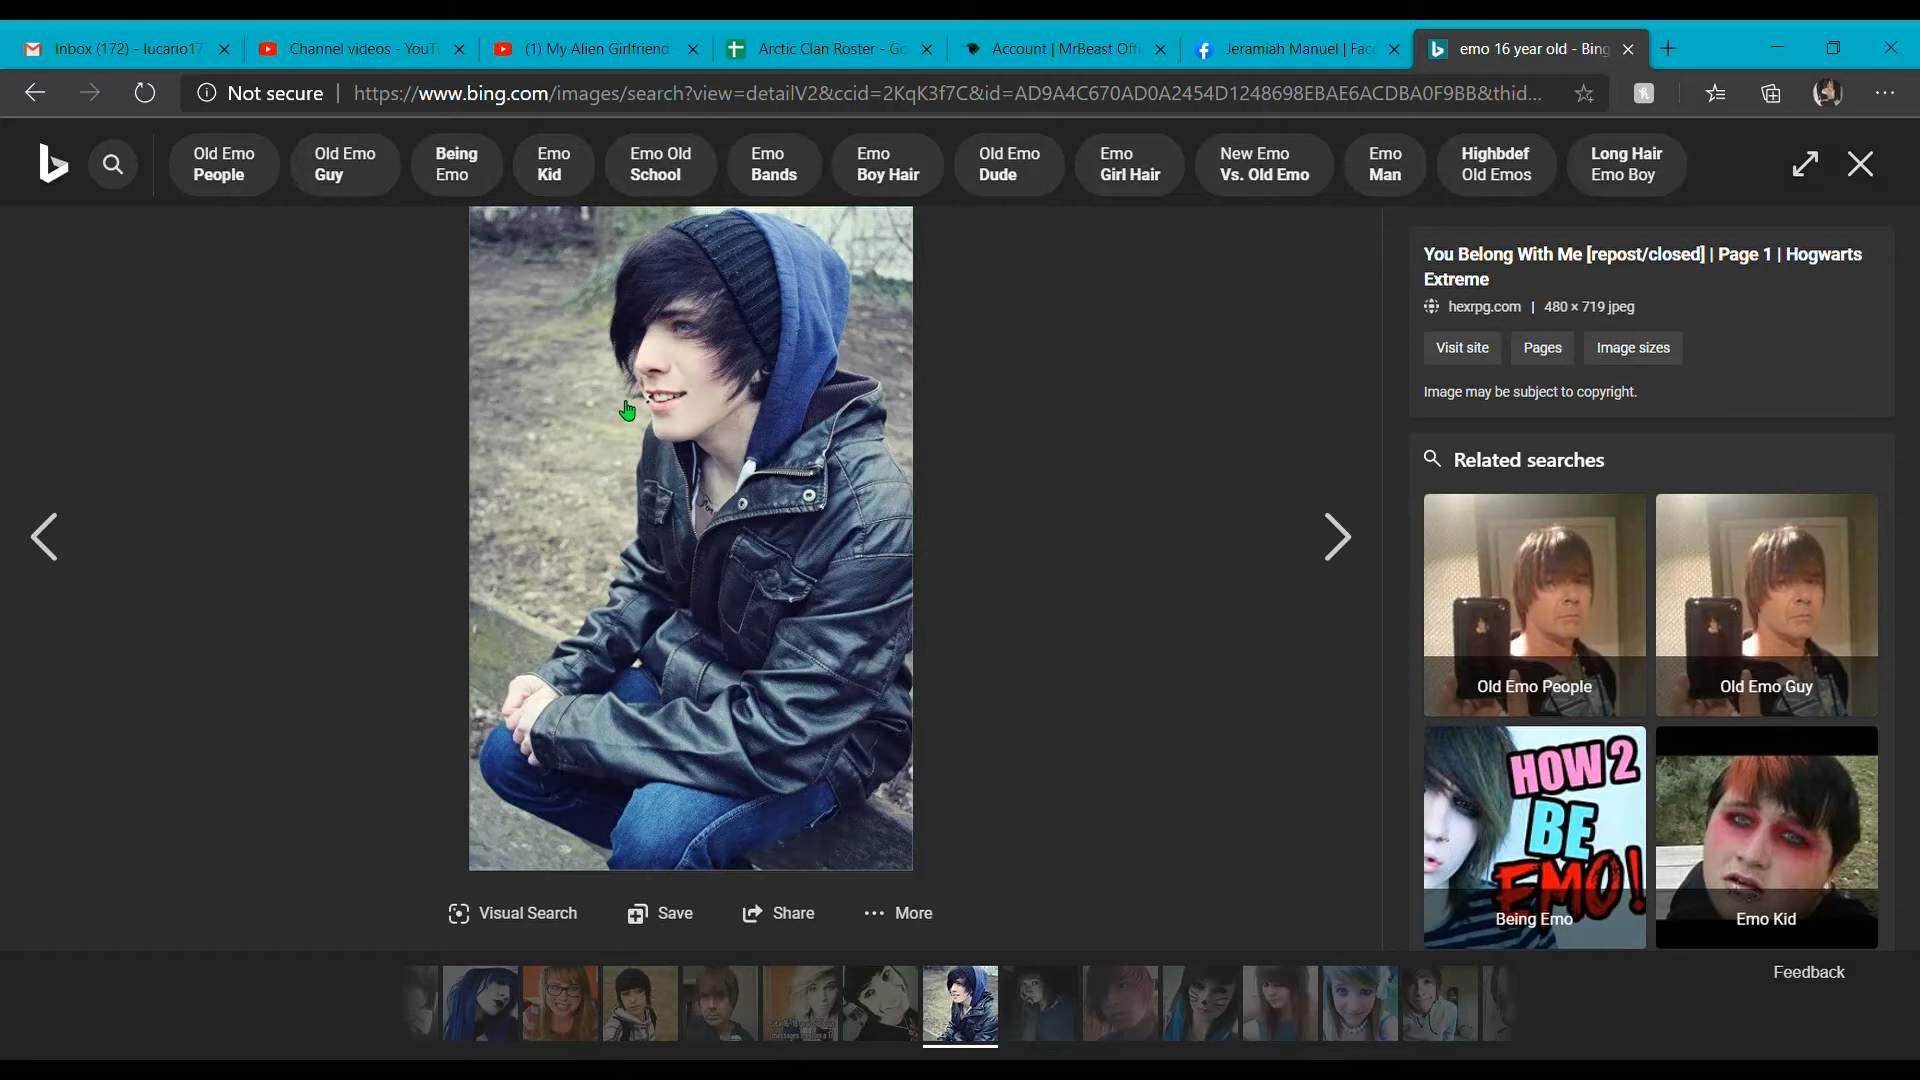 Inbox (172) - lucario17
Channel videos - YouTu
(1) My Alien Girlfriend
Arctic Clan Roster - Go
Account | MrBeast Offi
Jeramiah Manuel | Face
emo 16 year old - Bing
Not secure
https://www.bing.com/images/search?view=detailV2&ccid=2KqK3f7C&id=AD9A4C670AD0A2454D1248698EBAE6ACDBA0F9BB&thid...
Old Emo
People
Old Emo
Guy
Being
Emo
Emo
Kid
Emo Old
School
Emo
Bands
Emo
Boy Hair
Old Emo
Dude
Emo
Girl Hair
New Emo
Vs. Old Emo
Emo
Man
Highbdef
Old Emos
Long Hair
Emo Boy
You Belong With Me [repost/closed] | Page 1 | Hogwarts
Extreme
hexrpg.com | 480 × 719 jpeg
Visit site
Pages
Image sizes
Image may be subject to copyright.
Related searches
Old Emo People
Old Emo Guy
HOW 2
BE
EMO!
Being Emo
Emo Kid
Visual Search
Save
Share
More
Feedback